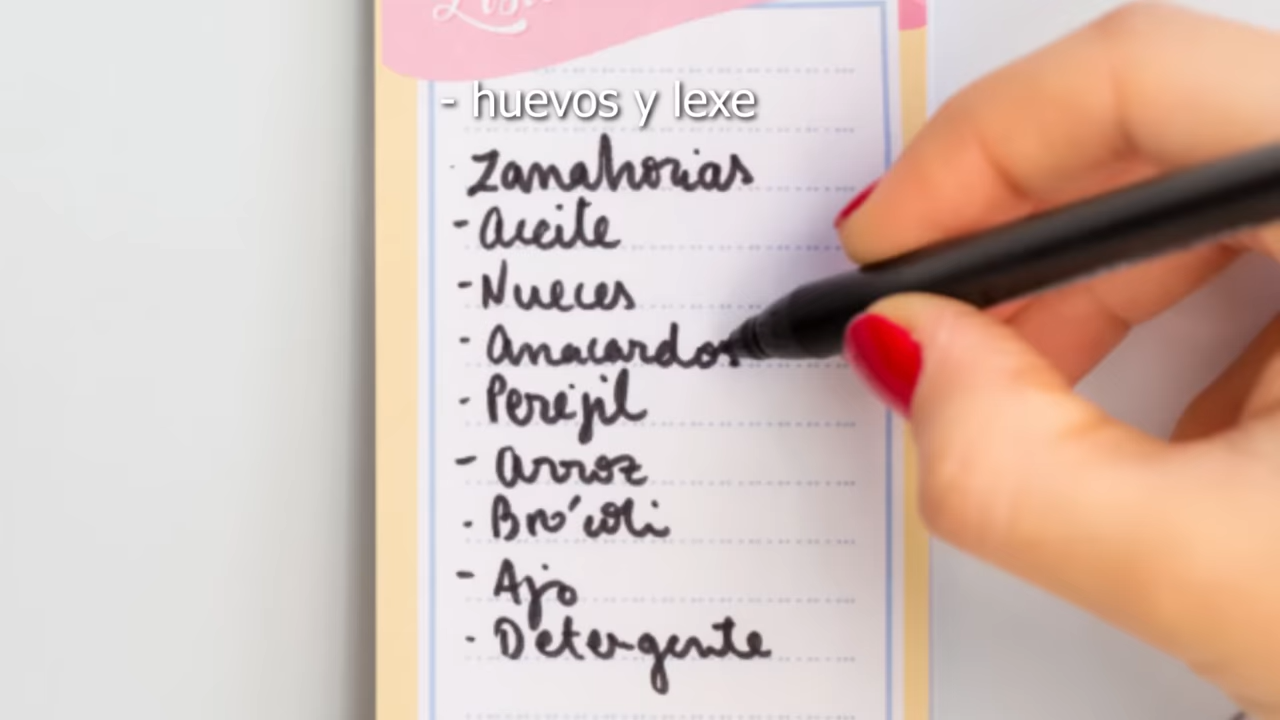 - huevos y lexe
- Zanahorias
- Aceite
- Nueces
- Anacardos
- Perejil
- Arroz
- Brócoli
- Ajo
- Detergente